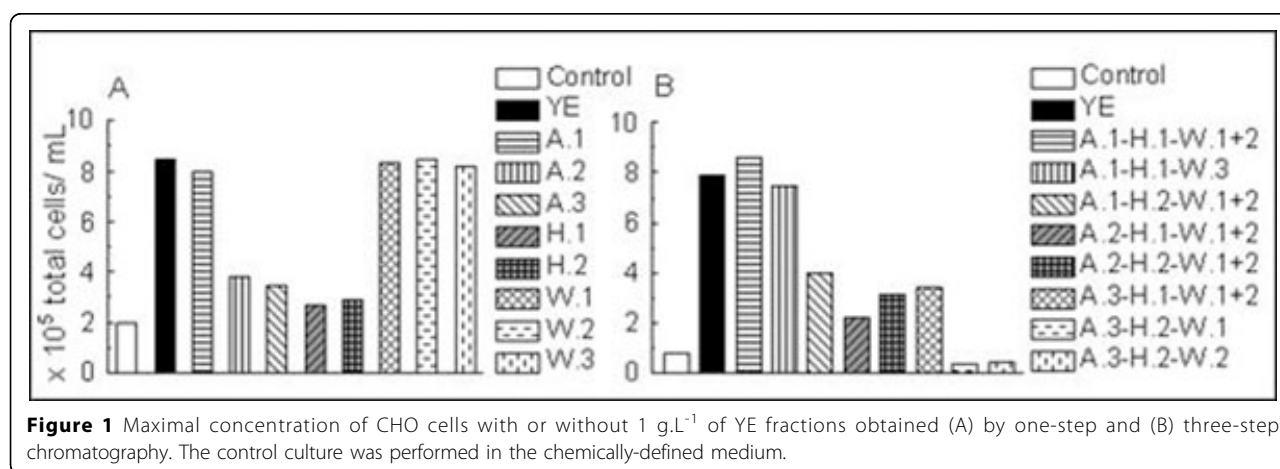 A
× 10⁵ total cells/ mL
10
8
6
4
2
0
Control
YE
A.1
A.2
A.3
H.1
H.2
W.1
W.2
W.3
B
10
8
6
4
2
0
Control
YE
A.1-H.1-W.1+2
A.1-H.1-W.3
A.1-H.2-W.1+2
A.2-H.1-W.1+2
A.2-H.2-W.1+2
A.3-H.1-W.1+2
A.3-H.2-W.1
A.3-H.2-W.2
Figure 1 Maximal concentration of CHO cells with or without 1 g.L⁻¹ of YE fractions obtained (A) by one-step and (B) three-step
chromatography. The control culture was performed in the chemically-defined medium.